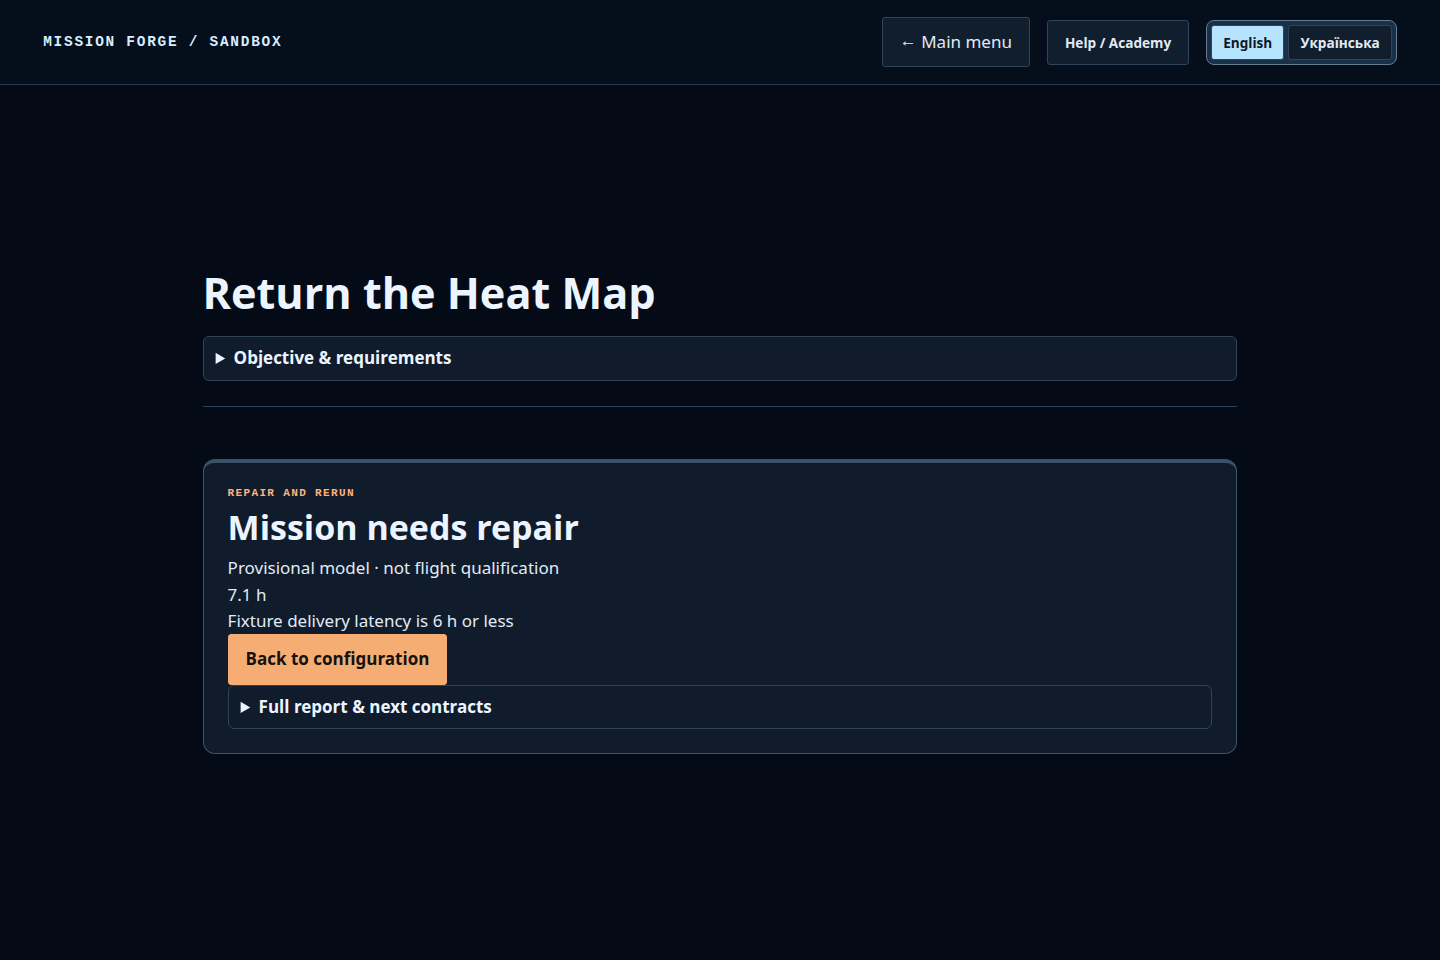 MISSION FORGE / SANDBOX
← Main menu
Help / Academy
English
Українська
Return the Heat Map
Objective & requirements
REPAIR AND RERUN
Mission needs repair
Provisional model · not flight qualification
7.1 h
Fixture delivery latency is 6 h or less
Back to configuration
Full report & next contracts